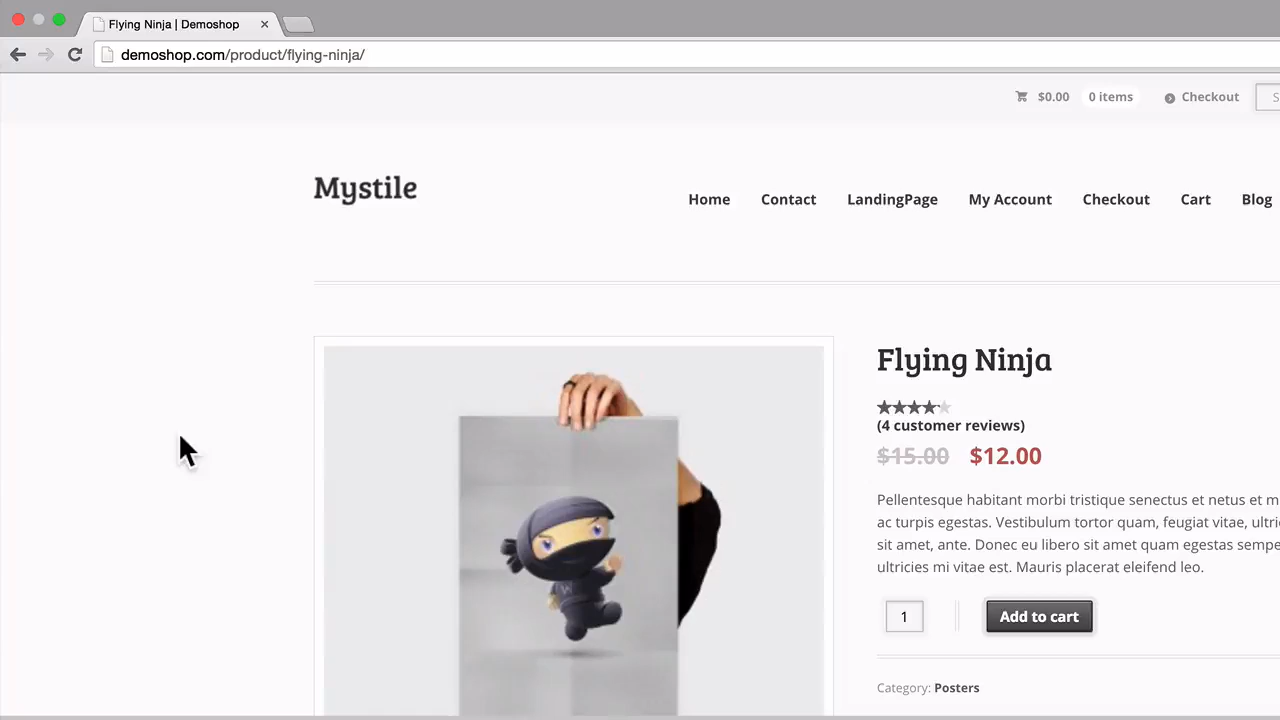 Flying Ninja | Demoshop
demoshop.com/product/flying-ninja/
$0.00 0 items Checkout S
Mystile
Home Contact LandingPage My Account Checkout Cart Blog
Flying Ninja
(4 customer reviews)
$15.00 $12.00
Pellentesque habitant morbi tristique senectus et netus et m
ac turpis egestas. Vestibulum tortor quam, feugiat vitae, ultri
sit amet, ante. Donec eu libero sit amet quam egestas sempe
ultricies mi vitae est. Mauris placerat eleifend leo.
1 Add to cart
Category: Posters